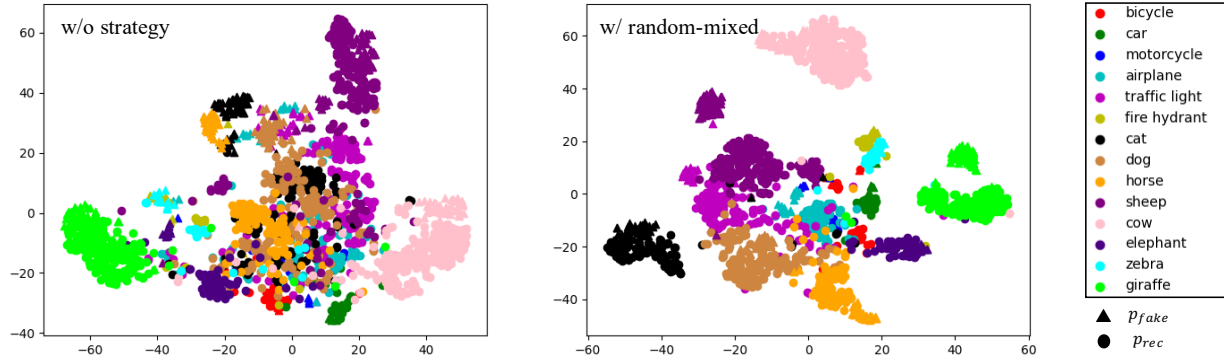 w/o strategy
60
40
20
0
−20
−40
−60
−40
−20
0
20
40
w/ random-mixed
60
40
20
0
−20
−40
−60
−40
−20
0
20
40
60
bicycle
car
motorcycle
airplane
traffic light
fire hydrant
cat
dog
horse
sheep
cow
elephant
zebra
giraffe
p_fake
p_rec